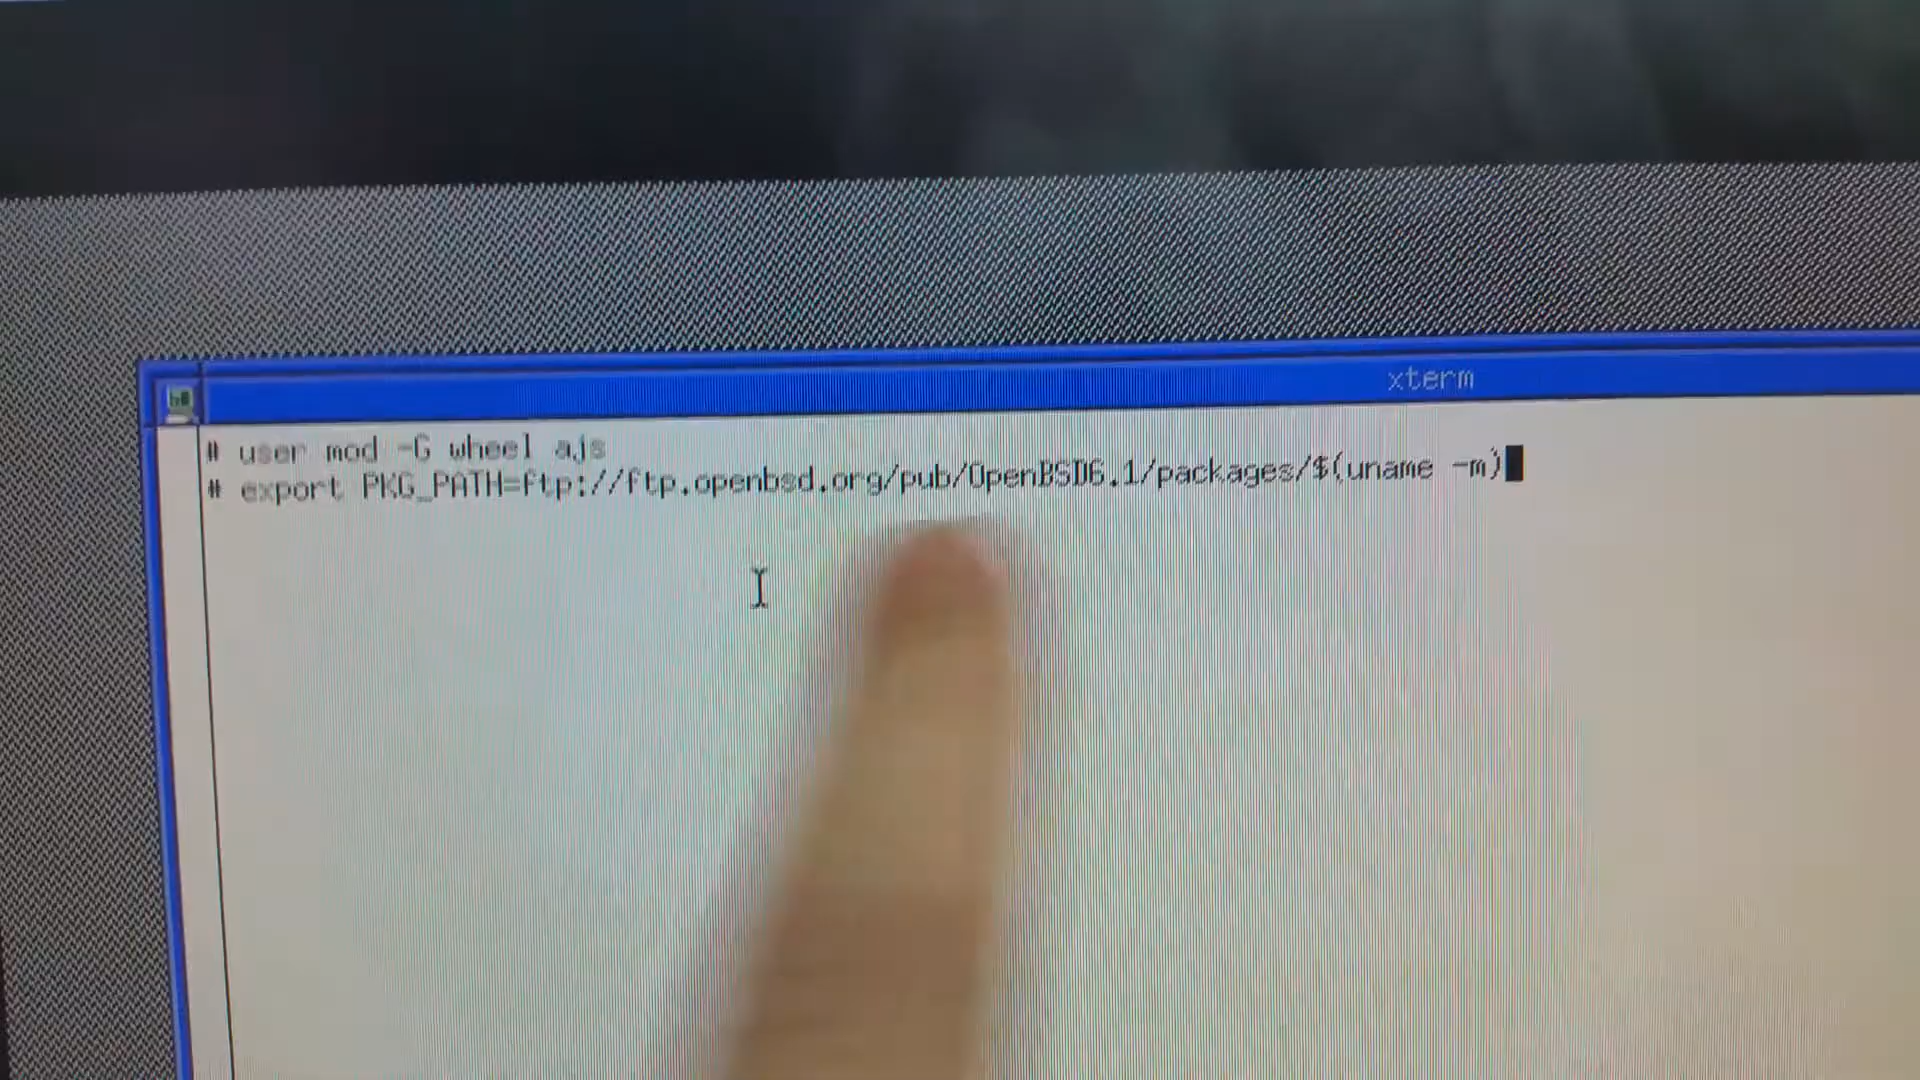 xterm
# user mod -G wheel ajs
# export PKG_PATH=ftp://ftp.openbsd.org/pub/OpenBSD6.1/packages/$(uname -m)